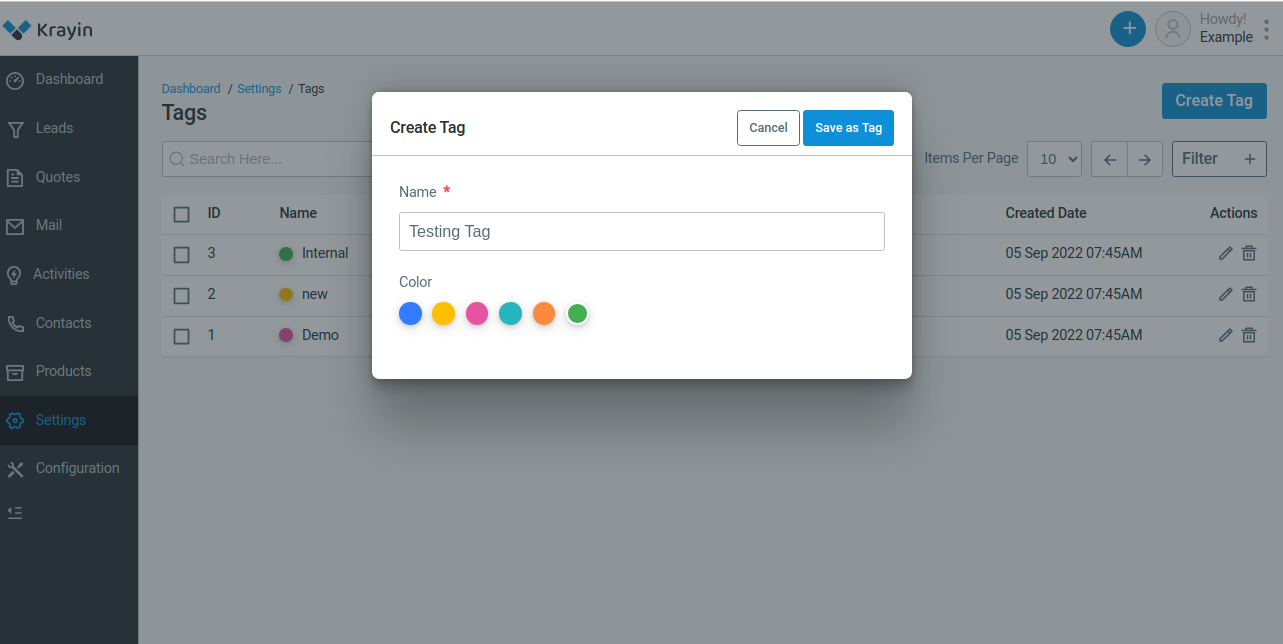 Krayin
+
Howdy!
Example
Dashboard
Leads
Quotes
Mail
Activities
Contacts
Products
Settings
Configuration
Dashboard / Settings / Tags
Tags
Create Tag
Search Here...
Items Per Page
10
Filter +
ID Name Created Date Actions
3 Internal 05 Sep 2022 07:45AM
2 new 05 Sep 2022 07:45AM
1 Demo 05 Sep 2022 07:45AM
Create Tag
Cancel
Save as Tag
Name *
Testing Tag
Color